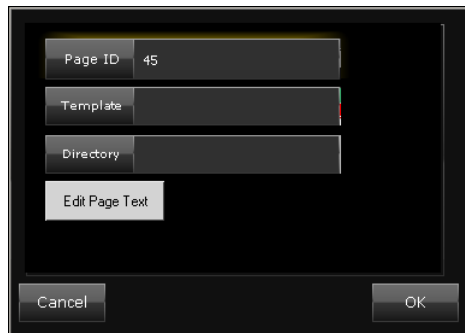 Page ID 45
Template
Directory
Edit Page Text
Cancel OK